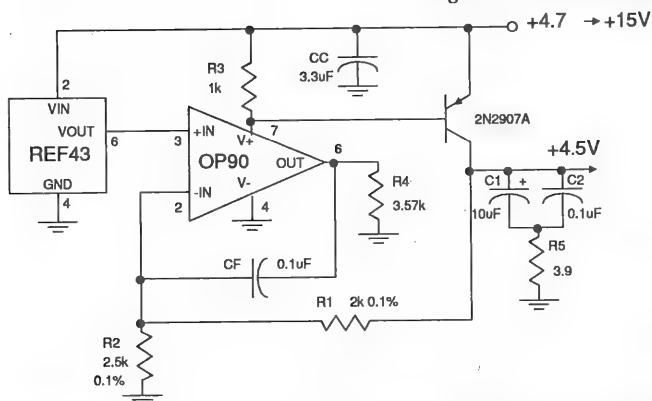 +4.7 → +15V
2
VIN
VOUT
REF43
GND
4
6
R3
1k
CC
3.3uF
7
3
+IN
V+
OP90
OUT
V-
-IN
2
4
6
2N2907A
+4.5V
R4
3.57k
C1
+
10uF
C2
0.1uF
R5
3.9
CF
0.1uF
R1
2k 0.1%
R2
2.5k
0.1%